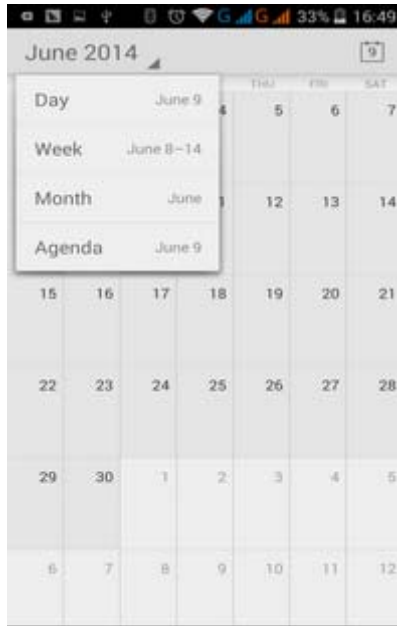 G G 33% 16:49
June 2014 9
THU FRI SAT
Day June 9
4 5 6 7
Week June 8–14
Month June
12 13 14
Agenda June 9
15 16 17 18 19 20 21
22 23 24 25 26 27 28
29 30 1 2 3 4 5
6 7 8 9 10 11 12